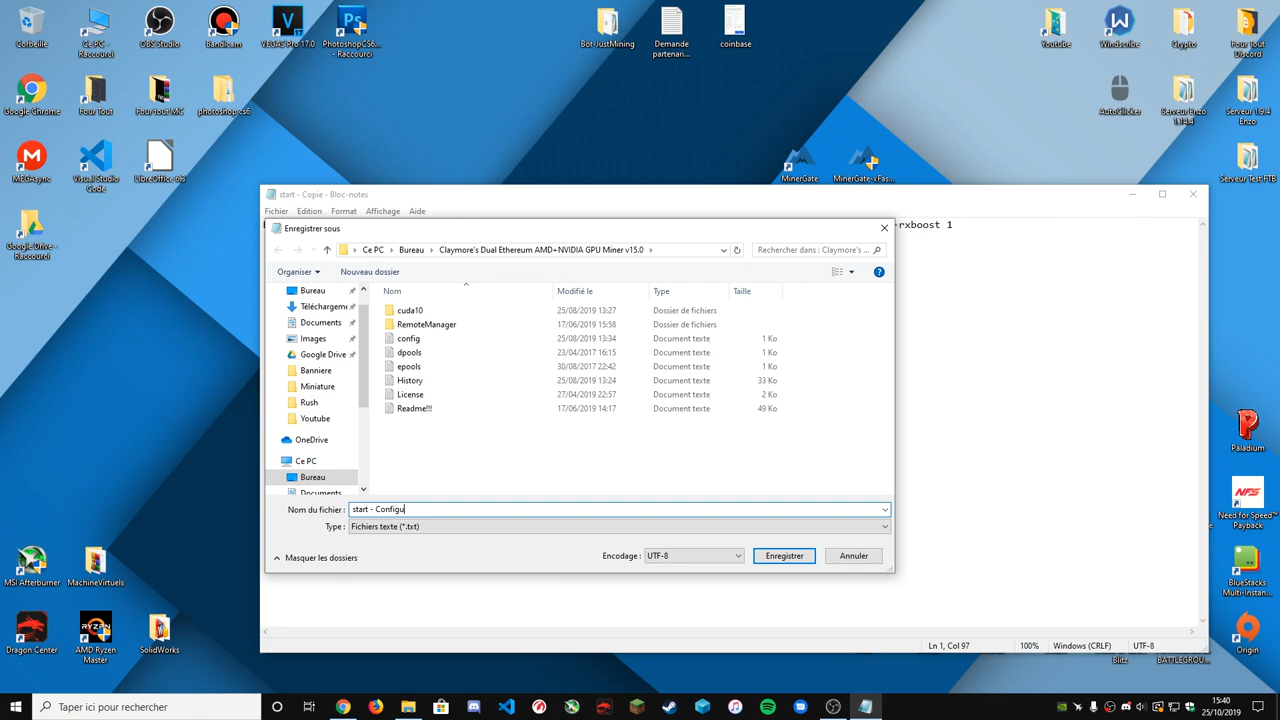 Corbeille
Ce PC - Raccourci
OBS Studio
Bandicam
VEGAS Pro 17.0
PhotoshopCS6... - Raccourci
Bot-JustMining
Demande partenari...
coinbase
Youtube
Windscribe
Crypto
Pour Tout Discord
Google Chrome
Pour Tout
Pour tout MC
photoshop cs6
AutoClicker
Serveur Enzo 1.14.4
Serveur 1.9.4 Enzo
MEGAsync
Visual Studio Code
LibreOffice 6.3
MinerGate
MinerGate-xFas...
Serveur Test FTB
Google Drive - Raccourci
start - Copie - Bloc-notes
Fichier Edition Format Affichage Aide
-rxboost 1
Enregistrer sous
Ce PC > Bureau > Claymore's Dual Ethereum AMD+NVIDIA GPU Miner v15.0 >
Rechercher dans : Claymore's ...
Organiser
Nouveau dossier
Nom Modifié le Type Taille
Bureau
Téléchargeme
Documents
Images
Google Drive
Banniere
Miniature
Rush
Youtube
OneDrive
Ce PC
Bureau
Documents
cuda10 25/08/2019 13:27 Dossier de fichiers
RemoteManager 17/06/2019 15:58 Dossier de fichiers
config 25/08/2019 13:34 Document texte 1 Ko
dpools 23/04/2017 16:15 Document texte 1 Ko
epools 30/08/2017 22:42 Document texte 1 Ko
History 25/08/2019 13:24 Document texte 33 Ko
License 27/04/2019 22:57 Document texte 2 Ko
Readme!!! 17/06/2019 14:17 Document texte 49 Ko
Nom du fichier : start - Configu
Type : Fichiers texte (*.txt)
Masquer les dossiers
Encodage : UTF-8
Enregistrer
Annuler
Paladium
Need for Speed™ Payback
MSI Afterburner
MachineVirtuels
BlueStacks Multi-Instan...
Dragon Center
AMD Ryzen Master
SolidWorks
Origin
Ln 1, Col 97 100% Windows (CRLF) UTF-8
Blitz
BATTLEGROU...
Taper ici pour rechercher
15:40
25/10/2019